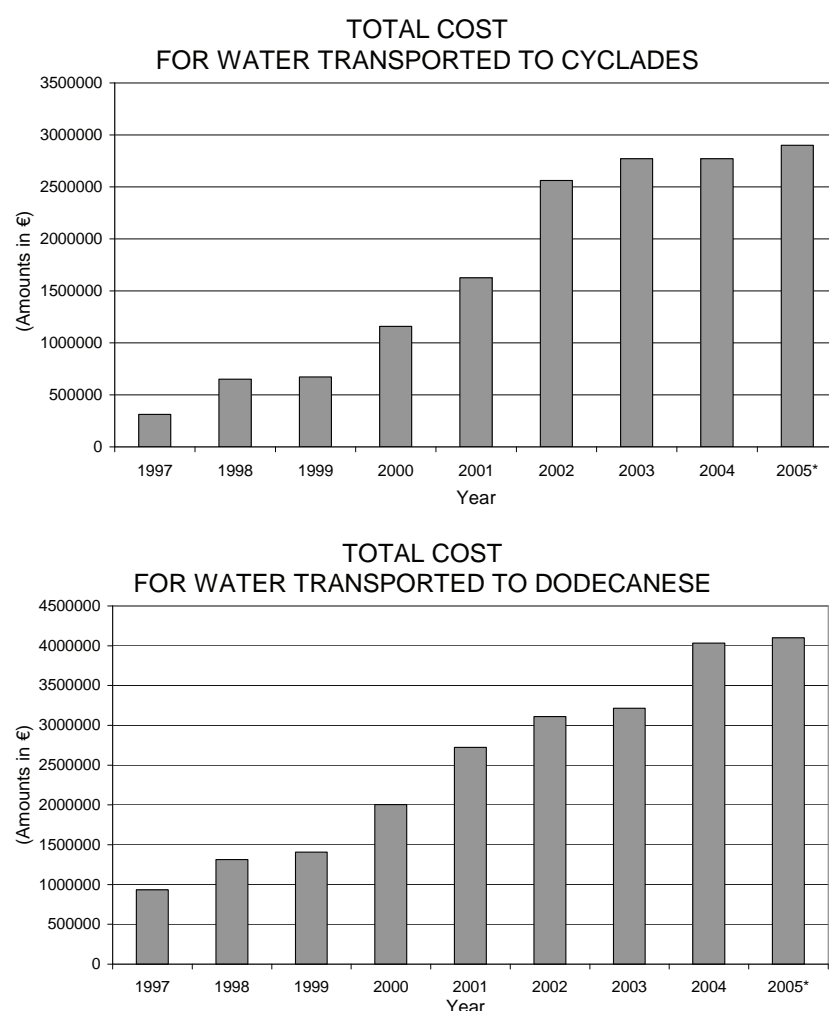 TOTAL COST
FOR WATER TRANSPORTED TO CYCLADES
3500000
3000000
2500000
2000000
1500000
1000000
500000
0
(Amounts in €)
1997 1998 1999 2000 2001 2002 2003 2004 2005*
Year
TOTAL COST
FOR WATER TRANSPORTED TO DODECANESE
4500000
4000000
3500000
3000000
2500000
2000000
1500000
1000000
500000
0
(Amounts in €)
1997 1998 1999 2000 2001 2002 2003 2004 2005*
Year